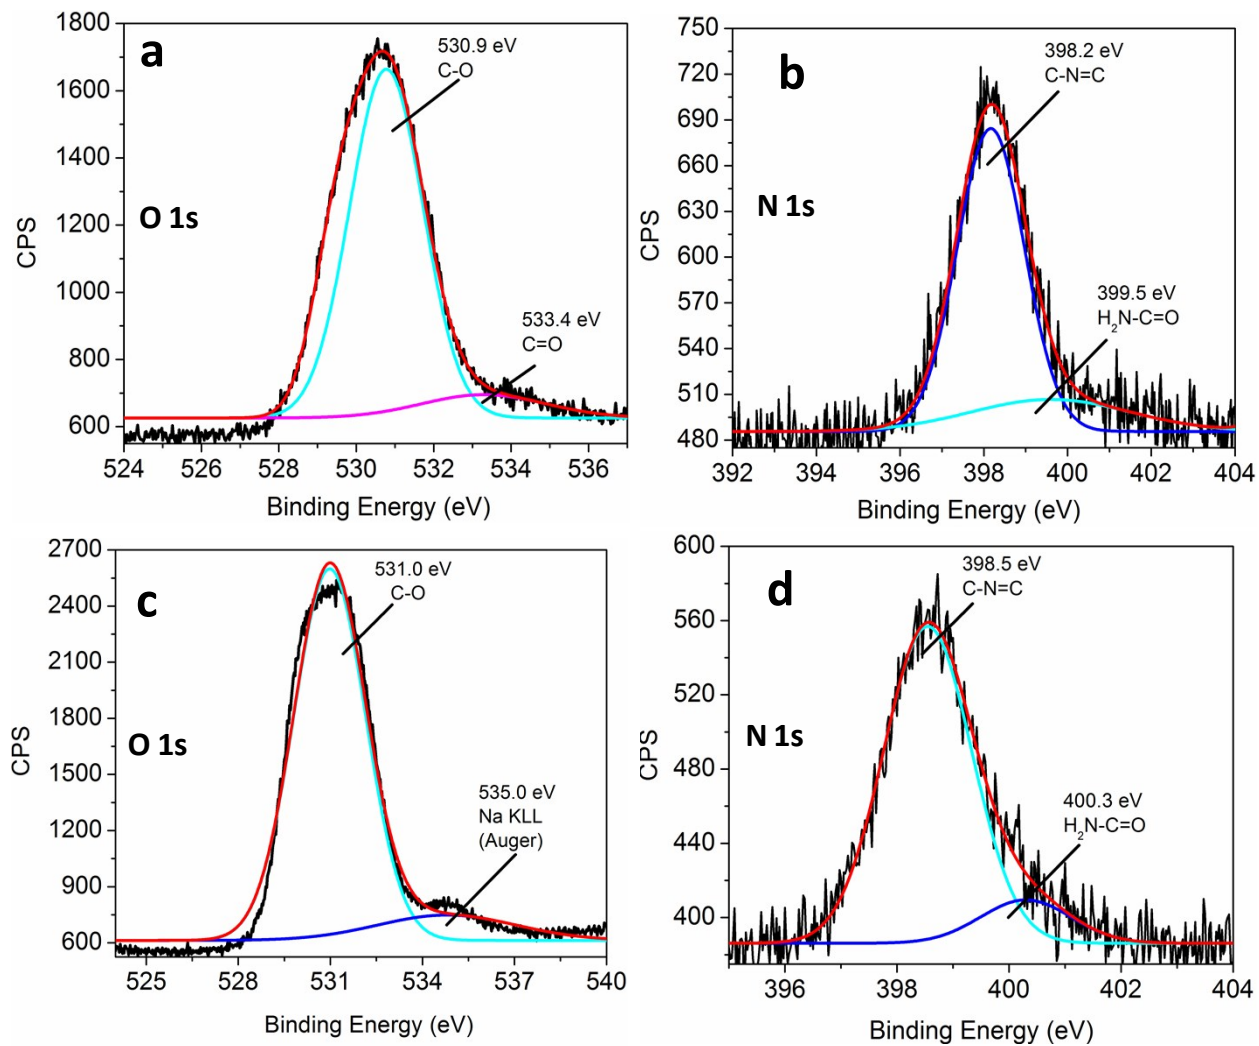 a
O 1s
530.9 eV
C-O
533.4 eV
C=O
CPS
1800
1600
1400
1200
1000
800
600
524 526 528 530 532 534 536
Binding Energy (eV)
b
N 1s
398.2 eV
C-N=C
399.5 eV
H₂N-C=O
CPS
750
720
690
660
630
600
570
540
510
480
392 394 396 398 400 402 404
Binding Energy (eV)
c
O 1s
531.0 eV
C-O
535.0 eV
Na KLL
(Auger)
CPS
2700
2400
2100
1800
1500
1200
900
600
525 528 531 534 537 540
Binding Energy (eV)
d
N 1s
398.5 eV
C-N=C
400.3 eV
H₂N-C=O
CPS
600
560
520
480
440
400
396 398 400 402 404
Binding Energy (eV)